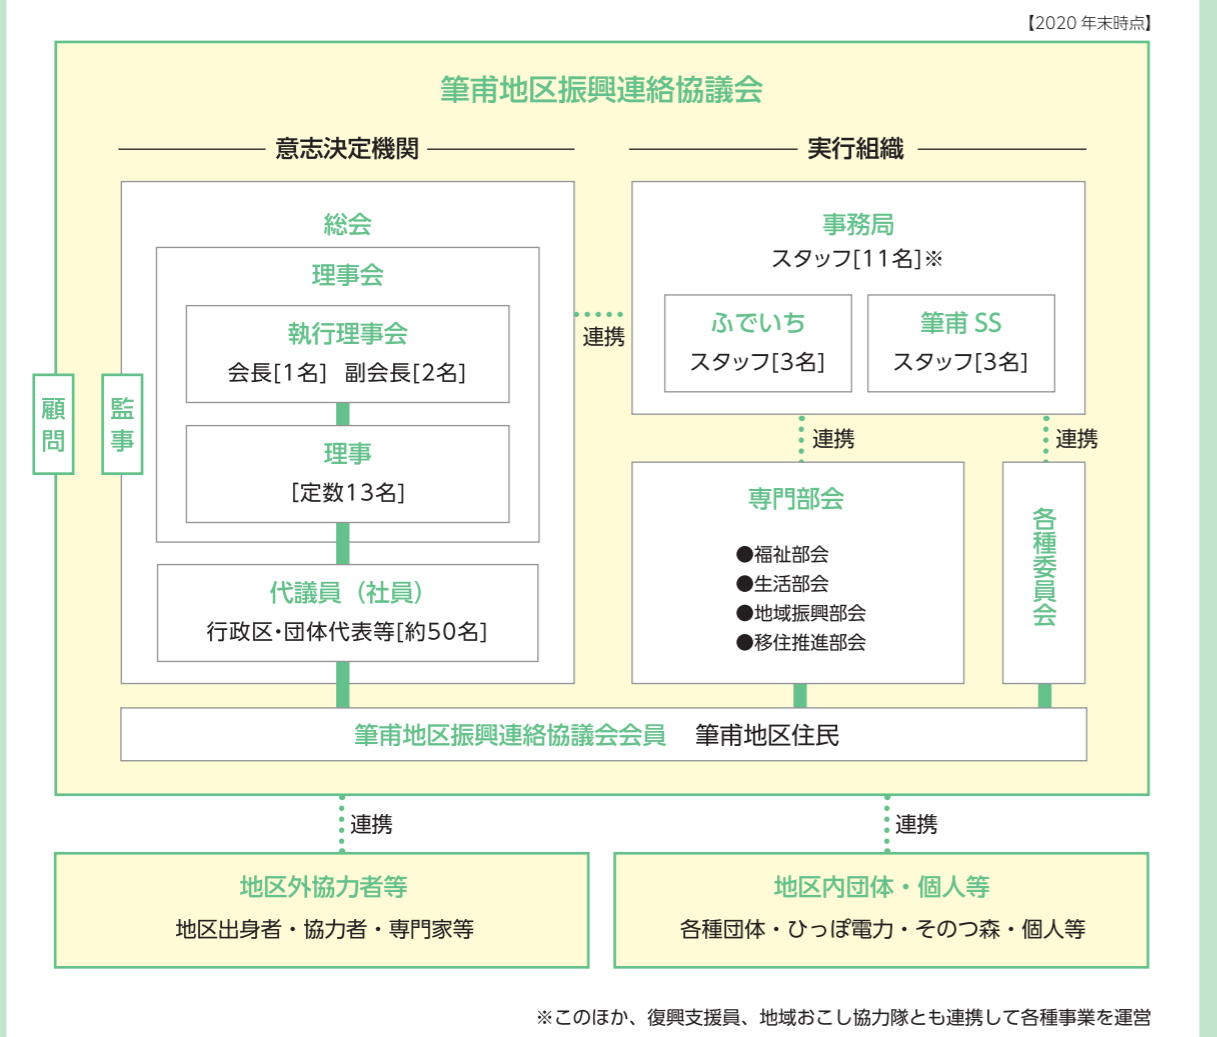 【2020 年末時点】
筆甫地区振興連絡協議会
意志決定機関
総会
理事会
執行理事会
会長[1名] 副会長[2名]
理事
[定数13名]
代議員（社員）
行政区・団体代表等[約50名]
顧問
監事
連携
実行組織
事務局
スタッフ[11名]※
ふでいち
スタッフ[3名]
筆甫 SS
スタッフ[3名]
連携
連携
専門部会
●福祉部会
●生活部会
●地域振興部会
●移住推進部会
各種委員会
筆甫地区振興連絡協議会会員 筆甫地区住民
連携
連携
地区外協力者等
地区出身者・協力者・専門家等
地区内団体・個人等
各種団体・ひっぽ電力・そのつ森・個人等
※このほか、復興支援員、地域おこし協力隊とも連携して各種事業を運営